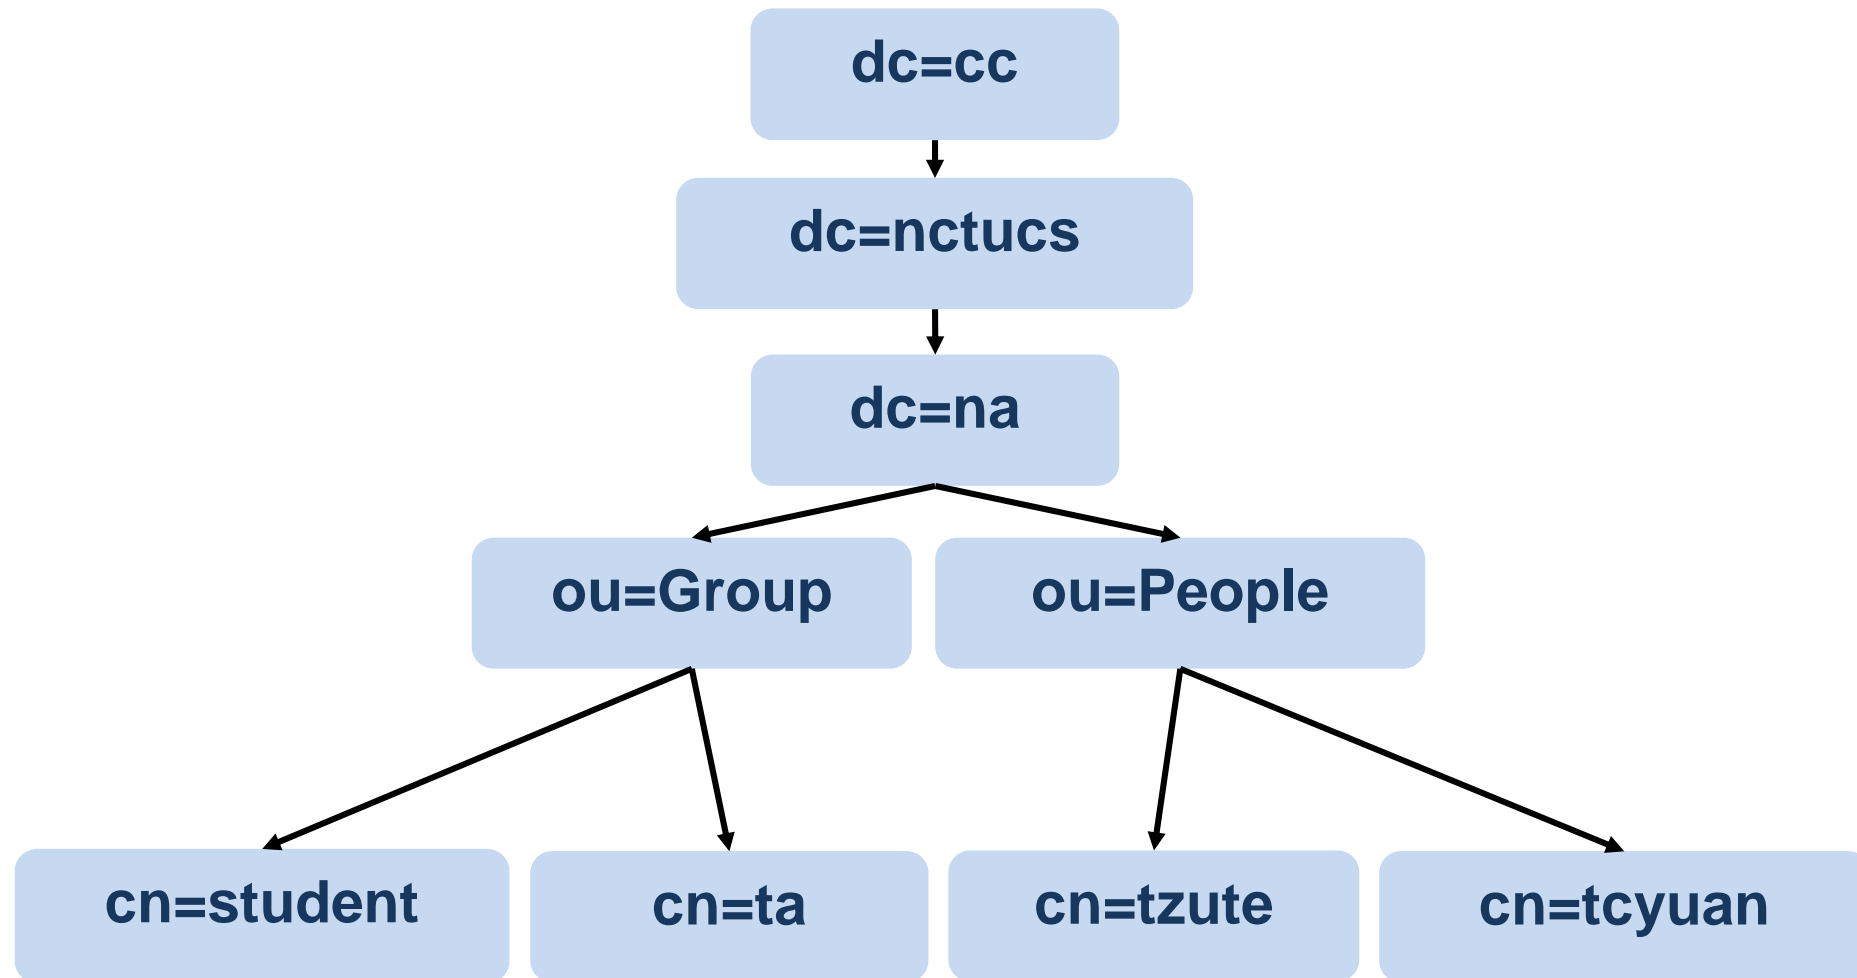 dc=cc
dc=nctucs
dc=na
ou=Group
ou=People
cn=student
cn=ta
cn=tzute
cn=tcyuan